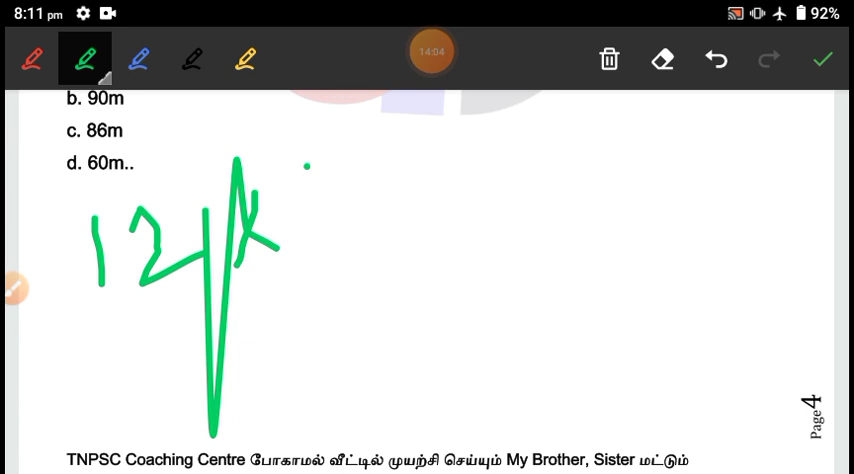 8:11 pm 92%
14:04
b. 90m
c. 86m
d. 60m..
12
Page 4
TNPSC Coaching Centre போகாமல் வீட்டில் முயற்சி செய்யும் My Brother, Sister மட்டும்